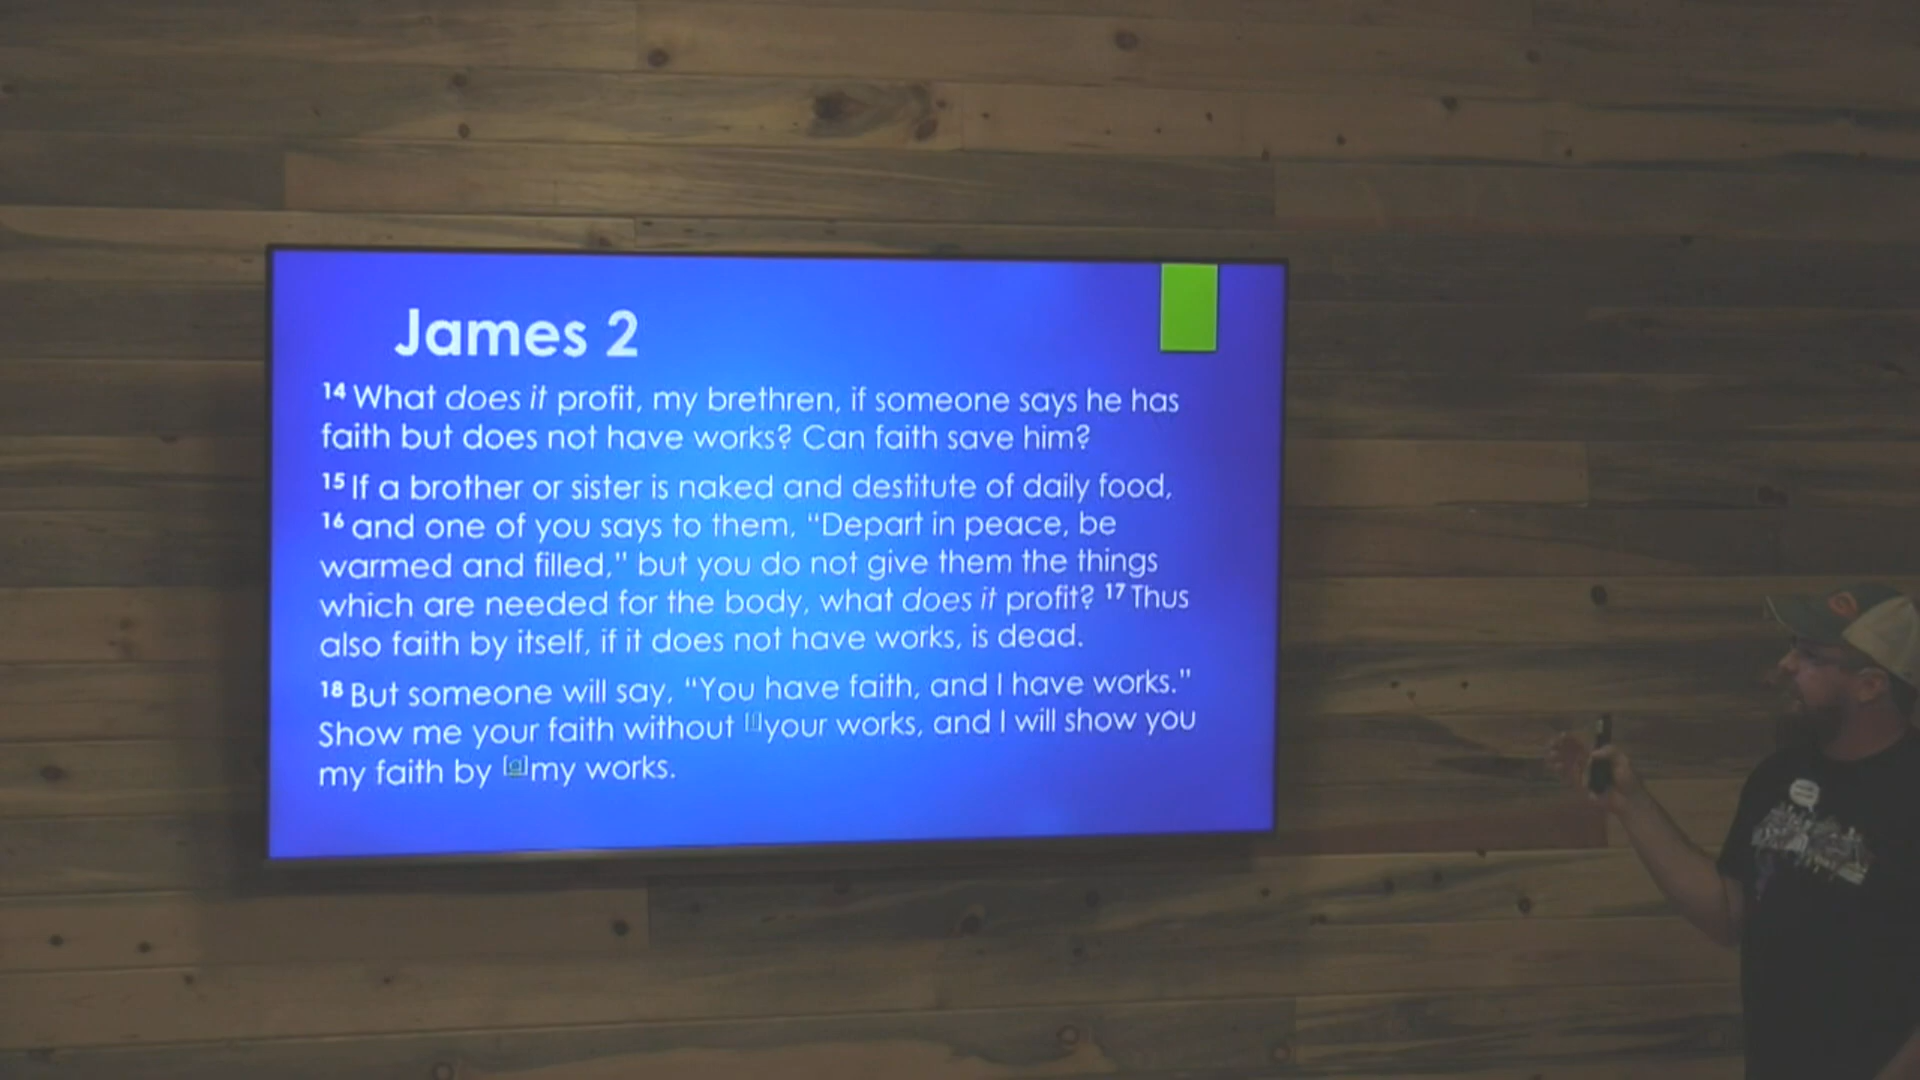 James 2
14 What does it profit, my brethren, if someone says he has
faith but does not have works? Can faith save him?
15 If a brother or sister is naked and destitute of daily food,
16 and one of you says to them, “Depart in peace, be
warmed and filled,” but you do not give them the things
which are needed for the body, what does it profit? 17 Thus
also faith by itself, if it does not have works, is dead.
18 But someone will say, “You have faith, and I have works.”
Show me your faith without your works, and I will show you
my faith by [g]my works.